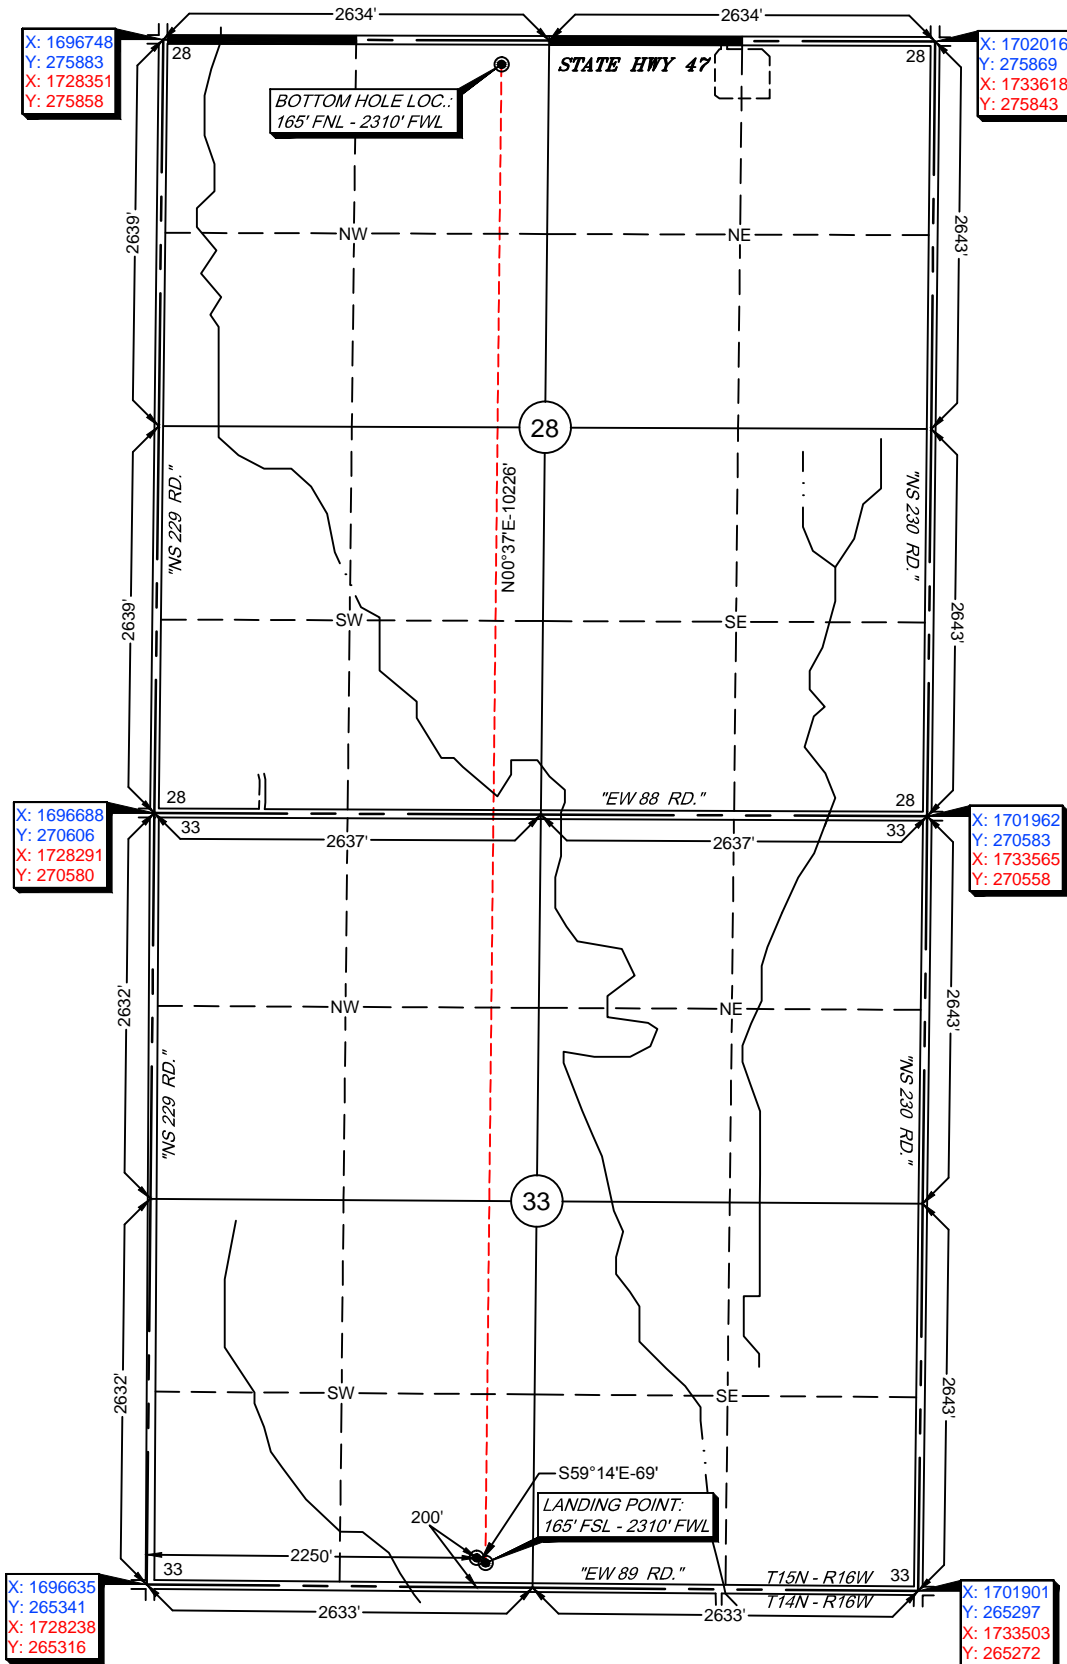 2634'
2634'
X: 1696748
Y: 275883
X: 1728351
Y: 275858
28
28
X: 1702016
Y: 275869
X: 1733618
Y: 275843
STATE HWY 47
BOTTOM HOLE LOC.:
165' FNL - 2310' FWL
2639'
NW
NE
2643'
28
"NS 229 RD."
N00°37'E-10226'
"NS 230 RD."
2639'
SW
SE
2643'
28
"EW 88 RD."
28
X: 1696688
Y: 270606
X: 1728291
Y: 270580
33
2637'
2637'
33
X: 1701962
Y: 270583
X: 1733565
Y: 270558
2632'
NW
NE
2643'
"NS 229 RD."
"NS 230 RD."
33
2632'
SW
SE
2643'
S59°14'E-69'
LANDING POINT:
165' FSL - 2310' FWL
200'
2250'
33
"EW 89 RD."
T15N - R16W
33
T14N - R16W
X: 1696635
Y: 265341
X: 1728238
Y: 265316
2633'
2633'
X: 1701901
Y: 265297
X: 1733503
Y: 265272